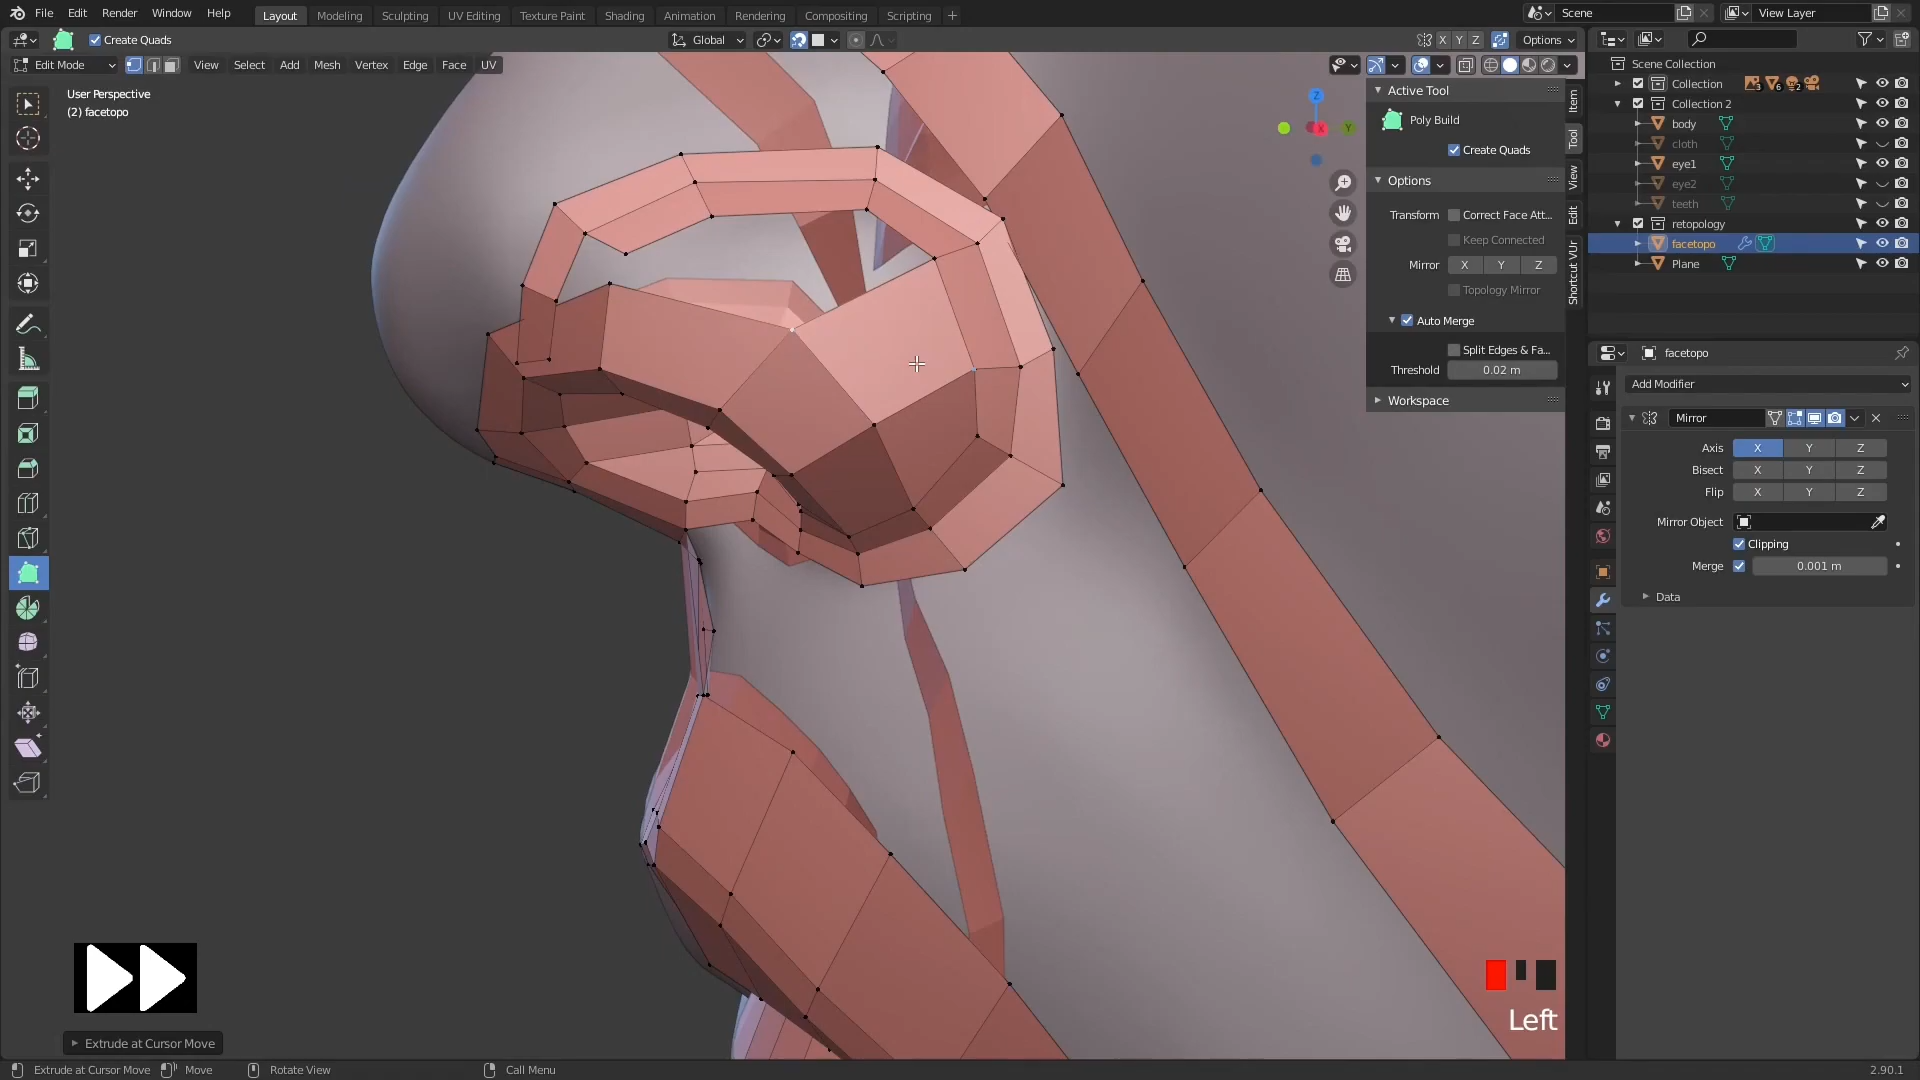 File Edit Render Window Help
Layout Modeling Sculpting UV Editing Texture Paint Shading Animation Rendering Compositing Scripting +
Scene
View Layer
Create Quads
Global
X Y Z
Options
Edit Mode
View Select Add Mesh Vertex Edge Face UV
User Perspective
(2) facetopo
Z
X
Y
Active Tool
Poly Build
Create Quads
Options
Transform Correct Face Att...
Keep Connected
Mirror X Y Z
Topology Mirror
Auto Merge
Split Edges & Fa...
Threshold 0.02 m
Workspace
Item
Tool
View
Edit
Shortcut VUr
Scene Collection
Collection 3 6 2
Collection 2
body
cloth
eye1
eye2
teeth
retopology
facetopo
Plane
facetopo
Add Modifier
Mirror
Axis X Y Z
Bisect X Y Z
Flip X Y Z
Mirror Object
Clipping
Merge 0.001 m
Data
Left
Extrude at Cursor Move
Extrude at Cursor Move Move Rotate View Call Menu 2.90.1